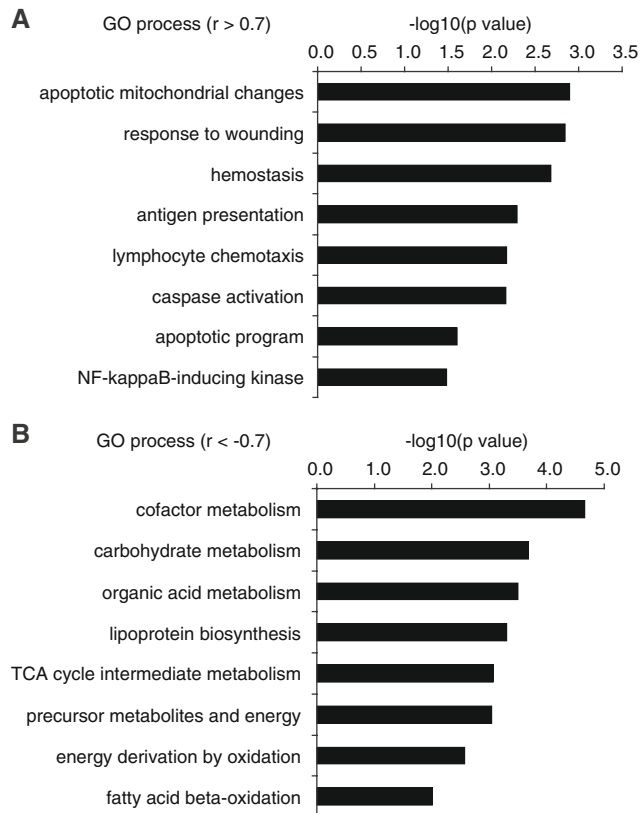 A
GO process (r > 0.7)
-log10(p value)
0.0 0.5 1.0 1.5 2.0 2.5 3.0 3.5
apoptotic mitochondrial changes
response to wounding
hemostasis
antigen presentation
lymphocyte chemotaxis
caspase activation
apoptotic program
NF-kappaB-inducing kinase
B
GO process (r < -0.7)
-log10(p value)
0.0 1.0 2.0 3.0 4.0 5.0
cofactor metabolism
carbohydrate metabolism
organic acid metabolism
lipoprotein biosynthesis
TCA cycle intermediate metabolism
precursor metabolites and energy
energy derivation by oxidation
fatty acid beta-oxidation